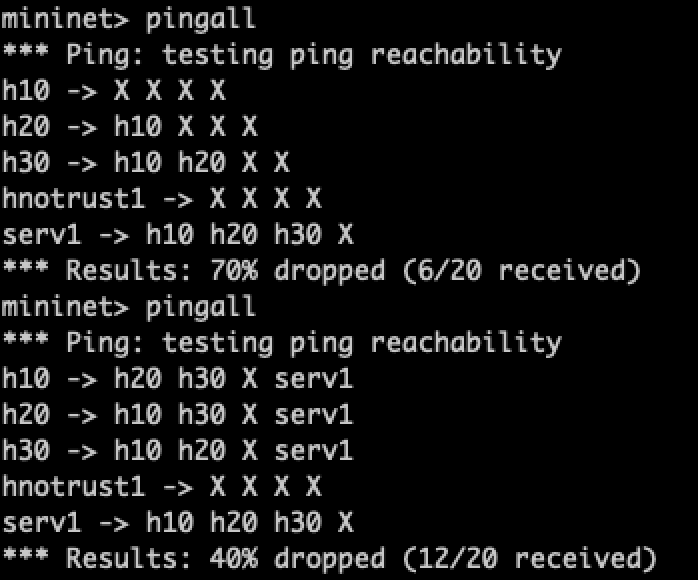 mininet> pingall
*** Ping: testing ping reachability
h10 -> X X X X
h20 -> h10 X X X
h30 -> h10 h20 X X
hnotrust1 -> X X X X
serv1 -> h10 h20 h30 X
*** Results: 70% dropped (6/20 received)
mininet> pingall
*** Ping: testing ping reachability
h10 -> h20 h30 X serv1
h20 -> h10 h30 X serv1
h30 -> h10 h20 X serv1
hnotrust1 -> X X X X
serv1 -> h10 h20 h30 X
*** Results: 40% dropped (12/20 received)